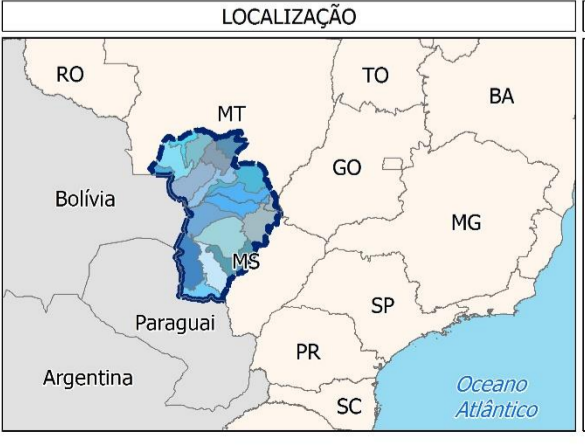 LOCALIZAÇÃO
RO
TO
BA
MT
GO
Bolívia
MG
MS
SP
Paraguai
PR
Argentina
SC
Oceano
Atlântico